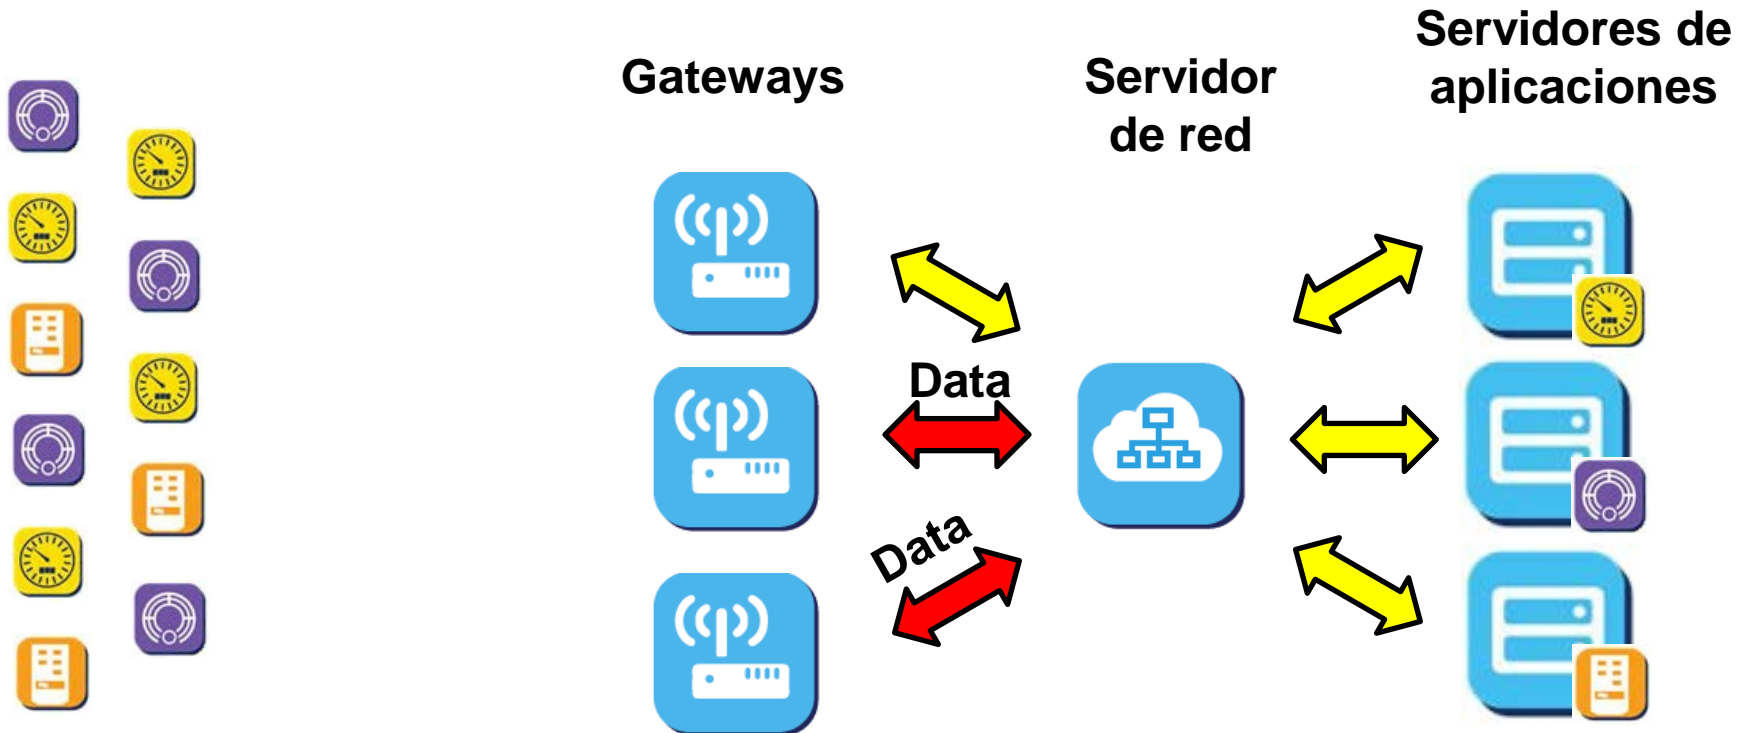 Gateways
Servidor
de red
Servidores de
aplicaciones
Data
Data